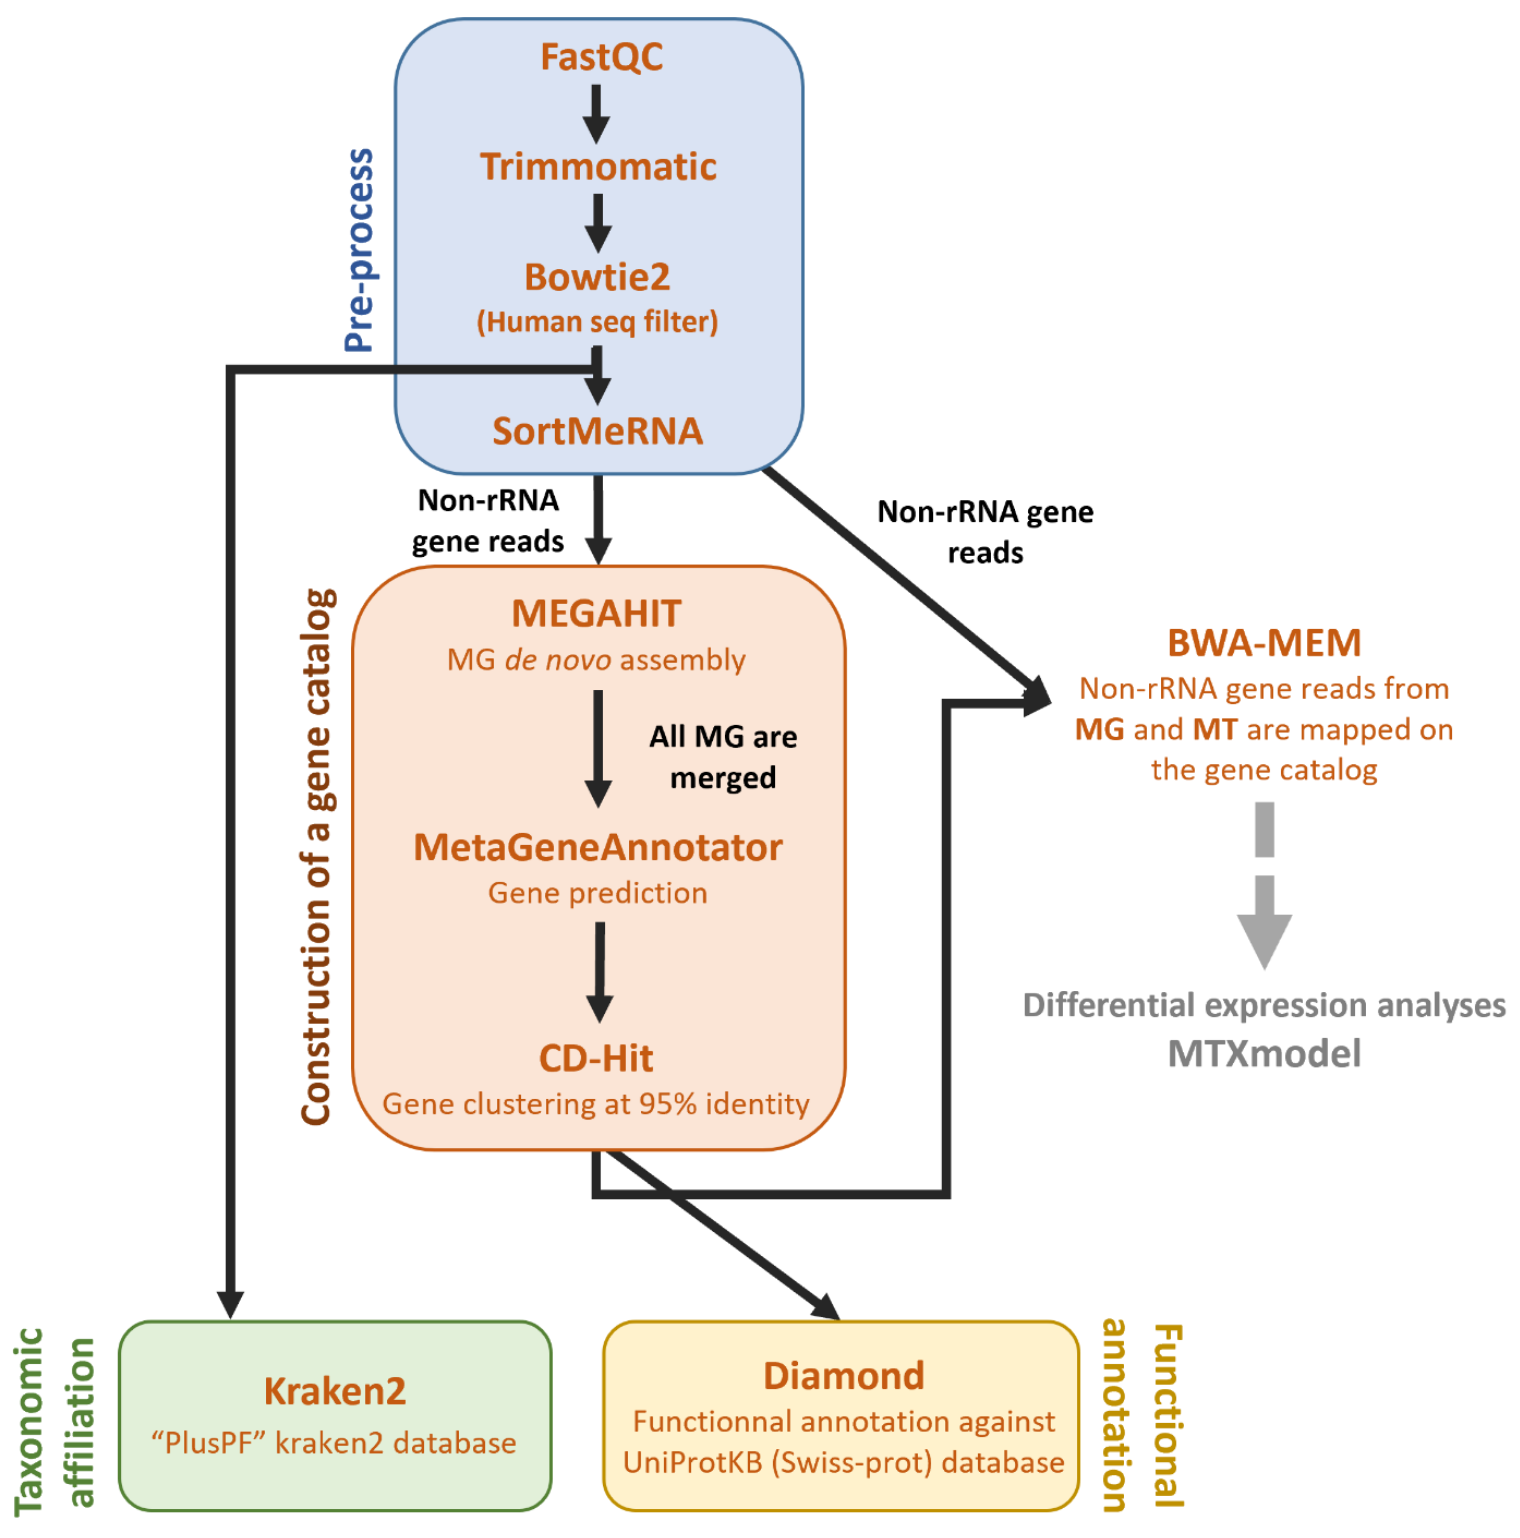 FastQC
Trimmomatic
Bowtie2
(Human seq filter)
SortMeRNA
Pre-process
Non-rRNA
gene reads
Non-rRNA gene
reads
MEGAHIT
MG de novo assembly
All MG are
merged
MetaGeneAnnotator
Gene prediction
CD-Hit
Gene clustering at 95% identity
Construction of a gene catalog
BWA-MEM
Non-rRNA gene reads from
MG and MT are mapped on
the gene catalog
Differential expression analyses
MTXmodel
Taxonomic
affiliation
Kraken2
“PlusPF” kraken2 database
Diamond
Functionnal annotation against
UniProtKB (Swiss-prot) database
Functional
annotation